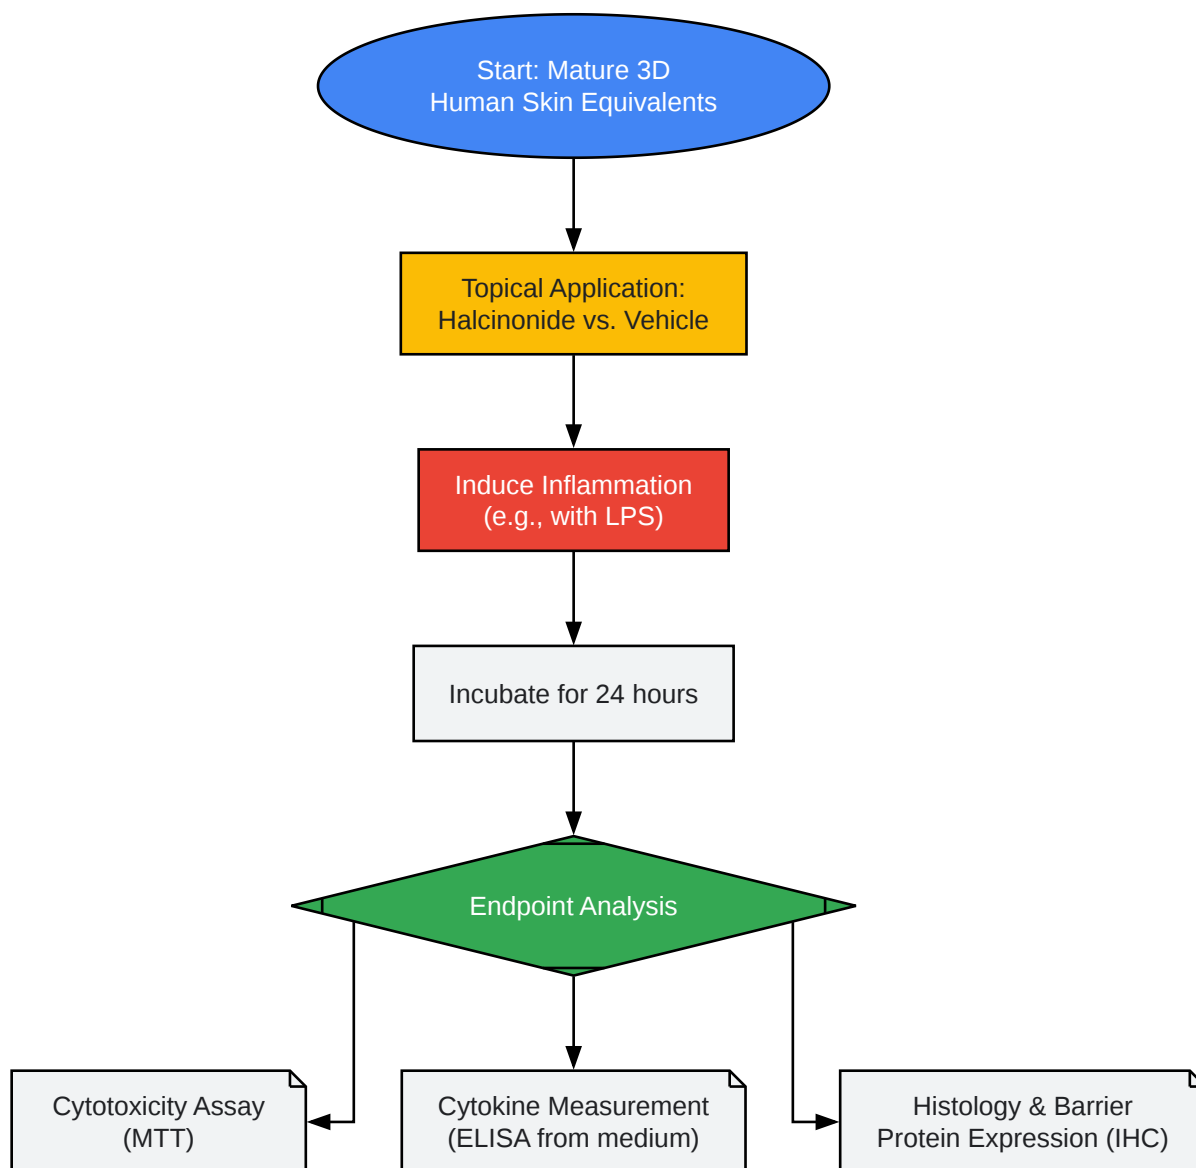 Start: Mature 3D
Human Skin Equivalents
Topical Application:
Halcinonide vs. Vehicle
Induce Inflammation
(e.g., with LPS)
Incubate for 24 hours
Endpoint Analysis
Cytotoxicity Assay
(MTT)
Cytokine Measurement
(ELISA from medium)
Histology & Barrier
Protein Expression (IHC)